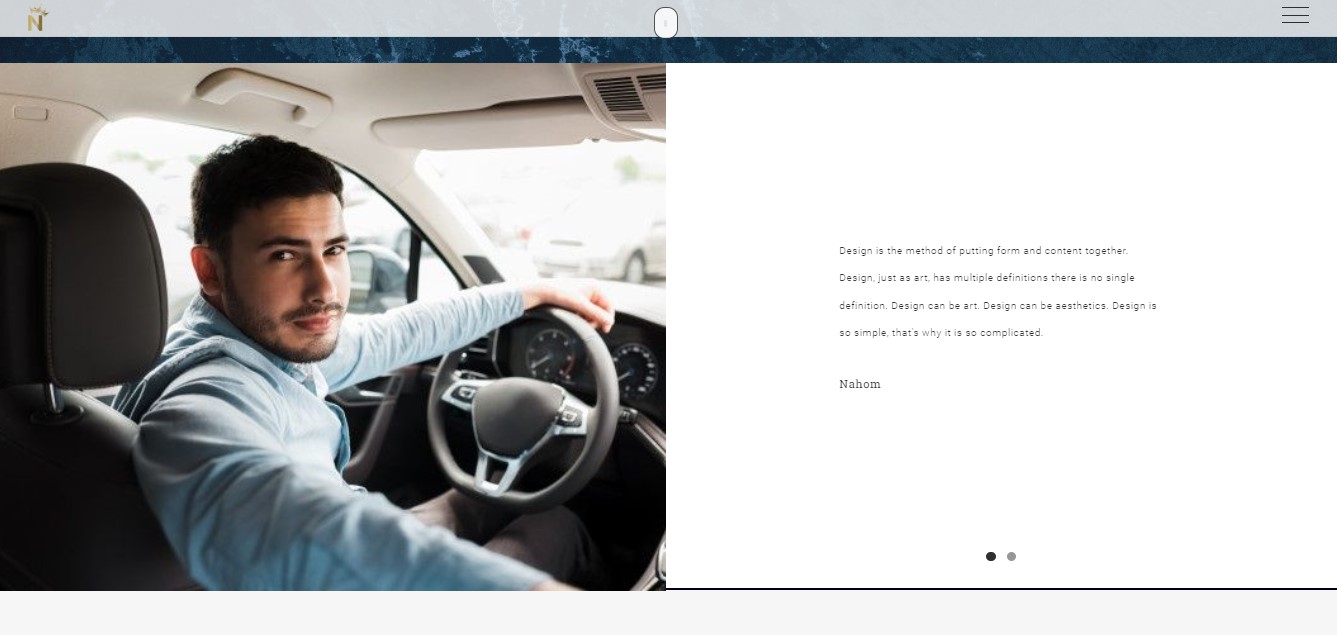 N
Design is the method of putting form and content together.
Design, just as art, has multiple definitions there is no single
definition. Design can be art. Design can be aesthetics. Design is
so simple, that's why it is so complicated.
Nahom